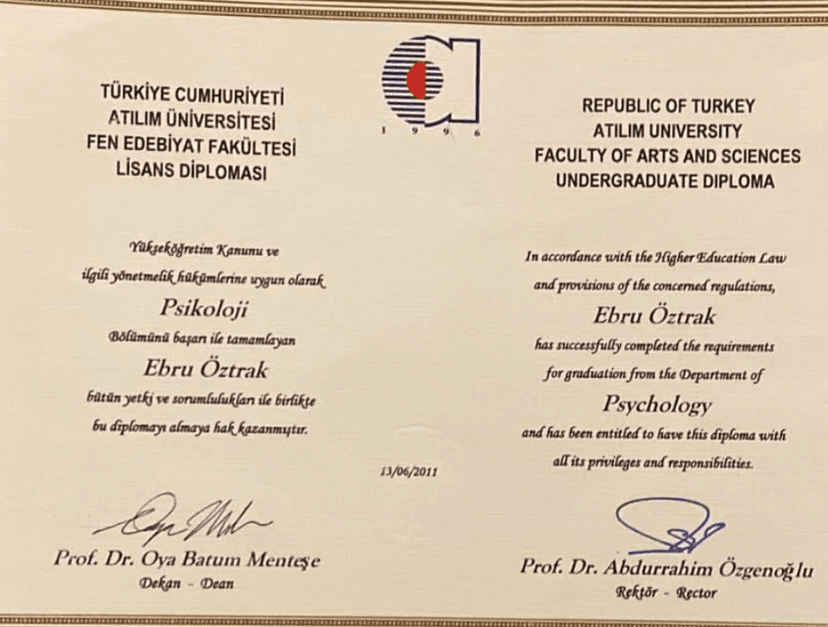 TÜRKİYE CUMHURİYETİ
ATILIM ÜNİVERSİTESİ
FEN EDEBİYAT FAKÜLTESİ
LİSANS DİPLOMASI
Yükseköğretim Kanunu ve
ilgili yönetmelik hükümlerine uygun olarak
Psikoloji
Bölümünü başarı ile tamamlayan
Ebru Öztrak
bütün yetki ve sorumlulukları ile birlikte
bu diplomayı almaya hak kazanmıştır.
Prof. Dr. Oya Batum Menteşe
Dekan - Dean
1 9 9 6
13/06/2011
REPUBLIC OF TURKEY
ATILIM UNIVERSITY
FACULTY OF ARTS AND SCIENCES
UNDERGRADUATE DIPLOMA
In accordance with the Higher Education Law
and provisions of the concerned regulations,
Ebru Öztrak
has successfully completed the requirements
for graduation from the Department of
Psychology
and has been entitled to have this diploma with
all its privileges and responsibilities.
Prof. Dr. Abdurrahim Özgenoğlu
Rektör - Rector